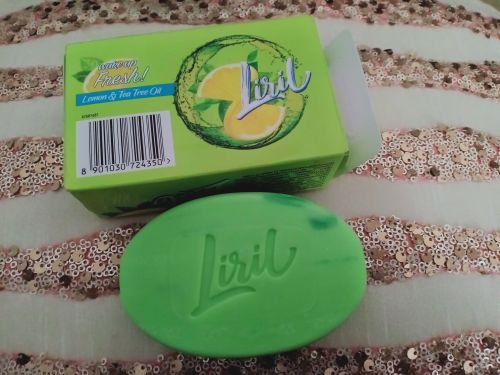 wake up
Fresh!
Lemon & Tea Tree Oil
Liril
8 901030 724350
Liril